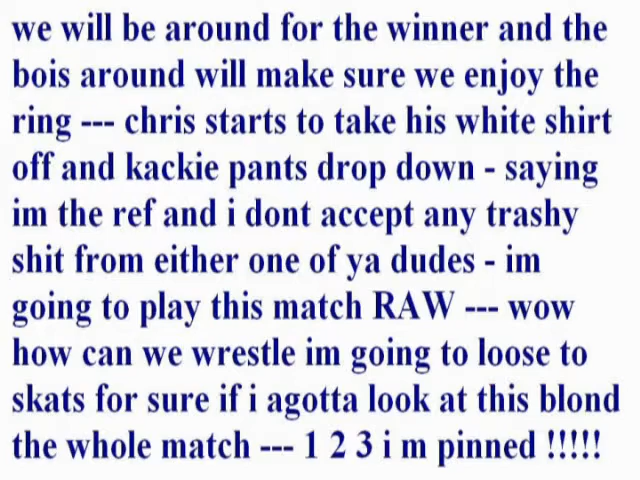 we will be around for the winner and the
bois around will make sure we enjoy the
ring --- chris starts to take his white shirt
off and kackie pants drop down - saying
im the ref and i dont accept any trashy
shit from either one of ya dudes - im
going to play this match RAW --- wow
how can we wrestle im going to loose to
skats for sure if i agotta look at this blond
the whole match --- 1 2 3 i m pinned !!!!!